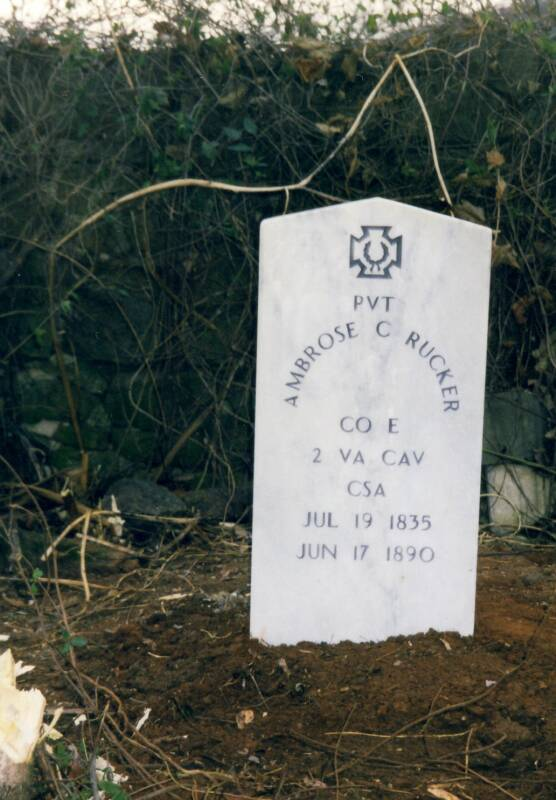 PVT
AMBROSE C RUCKER
CO E
2 VA CAV
CSA
JUL 19 1835
JUN 17 1890